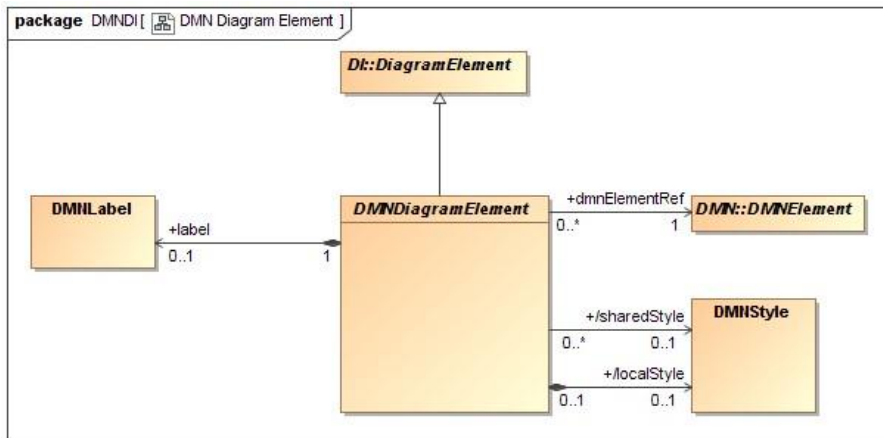 package DMNDI[ DMN Diagram Element ]
DI::DiagramElement
DMNLabel
+label
0..1
1
DMNDiagramElement
+dmnElementRef
0..*
1
DMN::DMNElement
+/sharedStyle
0..*
0..1
+/localStyle
0..1
0..1
DMNStyle